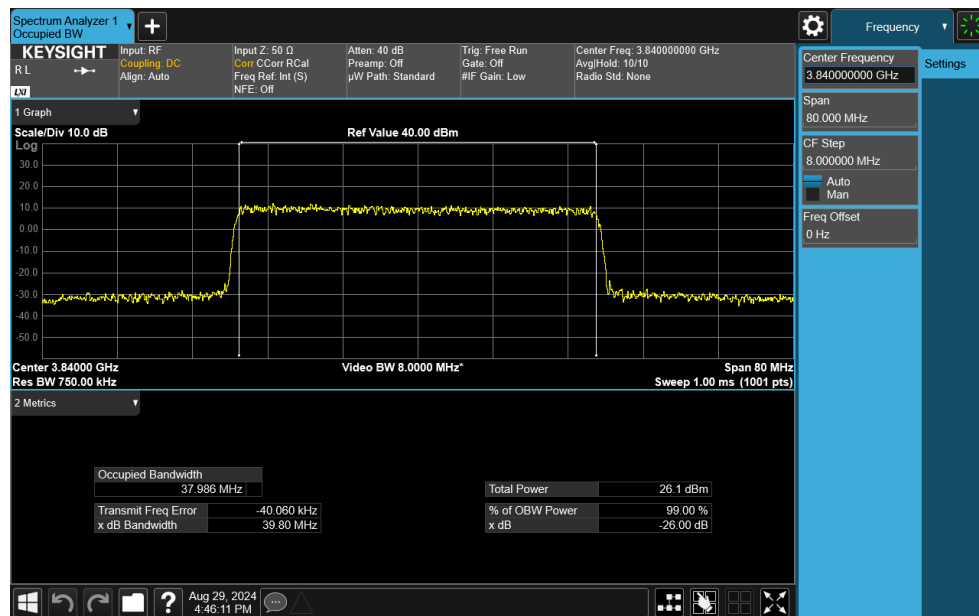 Spectrum Analyzer 1
Occupied BW
Frequency
KEYSIGHT
R L
LXI
Input: RF
Coupling: DC
Align: Auto
Input Z: 50 Ω
Corr CCorr RCal
Freq Ref: Int (S)
NFE: Off
Atten: 40 dB
Preamp: Off
µW Path: Standard
Trig: Free Run
Gate: Off
#IF Gain: Low
Center Freq: 3.840000000 GHz
Avg|Hold: 10/10
Radio Std: None
Center Frequency
3.840000000 GHz
Settings
Span
80.000 MHz
CF Step
8.000000 MHz
Auto
Man
Freq Offset
0 Hz
1 Graph
Scale/Div 10.0 dB
Ref Value 40.00 dBm
Log
30.0
20.0
10.0
0.00
-10.0
-20.0
-30.0
-40.0
-50.0
Center 3.84000 GHz
Video BW 8.0000 MHz*
Span 80 MHz
Res BW 750.00 kHz
Sweep 1.00 ms (1001 pts)
2 Metrics
Occupied Bandwidth
37.986 MHz
Total Power 26.1 dBm
Transmit Freq Error -40.060 kHz
% of OBW Power 99.00 %
x dB Bandwidth 39.80 MHz
x dB -26.00 dB
Aug 29, 2024
4:46:11 PM